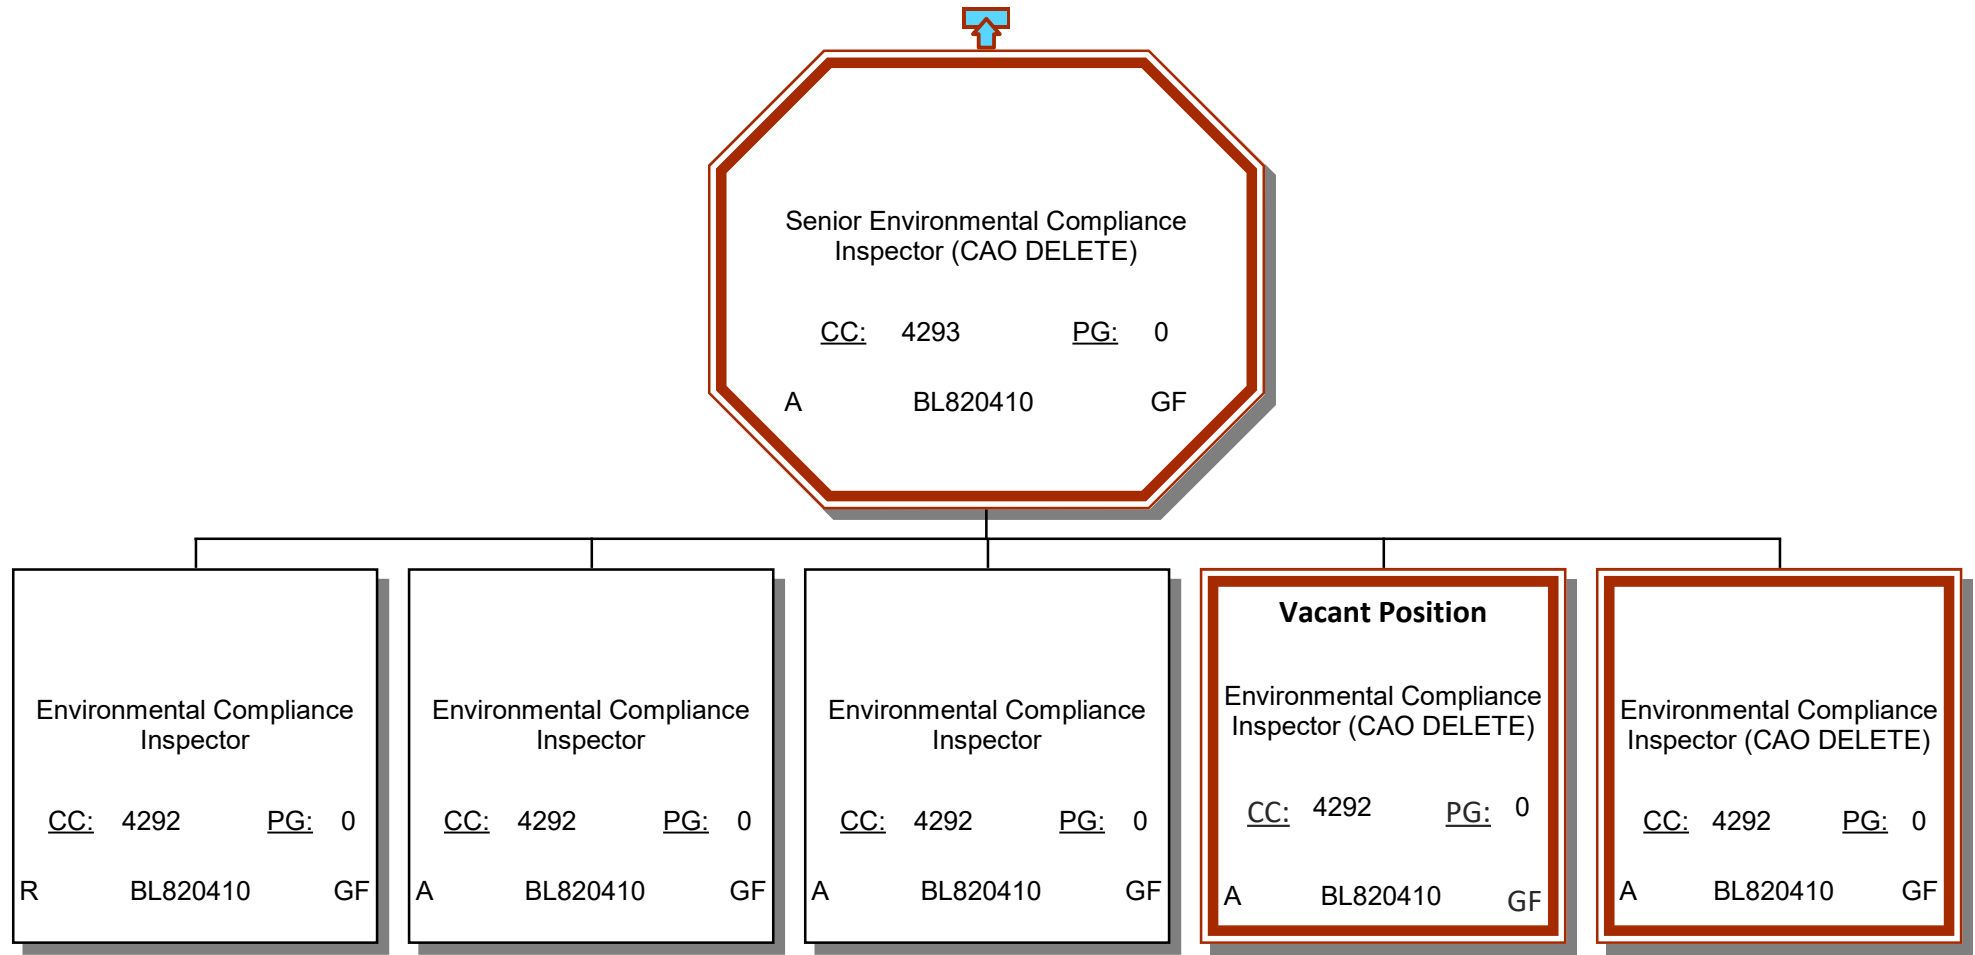 Senior Environmental Compliance
Inspector (CAO DELETE)
CC: 4293 PG: 0
A BL820410 GF
Environmental Compliance
Inspector
CC: 4292 PG: 0
R BL820410 GF
Environmental Compliance
Inspector
CC: 4292 PG: 0
A BL820410 GF
Environmental Compliance
Inspector
CC: 4292 PG: 0
A BL820410 GF
Vacant Position
Environmental Compliance
Inspector (CAO DELETE)
CC: 4292 PG: 0
A BL820410 GF
Environmental Compliance
Inspector (CAO DELETE)
CC: 4292 PG: 0
A BL820410 GF